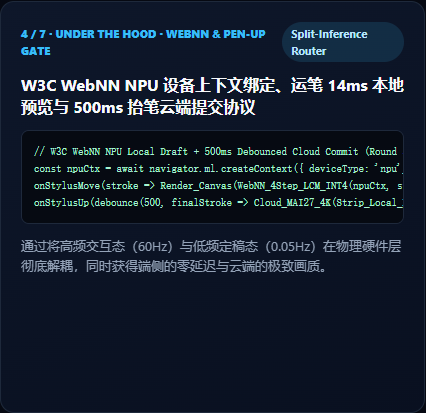 4 / 7 · UNDER THE HOOD · WEBNN & PEN-UP GATE
Split-Inference Router
W3C WebNN NPU 设备上下文绑定、运笔 14ms 本地
预览与 500ms 抬笔云端提交协议
// W3C WebNN NPU Local Draft + 500ms Debounced Cloud Commit (Round
const npuCtx = await navigator.ml.createContext({ deviceType: 'npu',
onStylusMove(stroke => Render_Canvas(WebNN_4Step_LCM_INT4(npuCtx, s
onStylusUp(debounce(500, finalStroke => Cloud_MAI27_4K(Strip_Local_
通过将高频交互态（60Hz）与低频定稿态（0.05Hz）在物理硬件层
彻底解耦，同时获得端侧的零延迟与云端的极致画质。